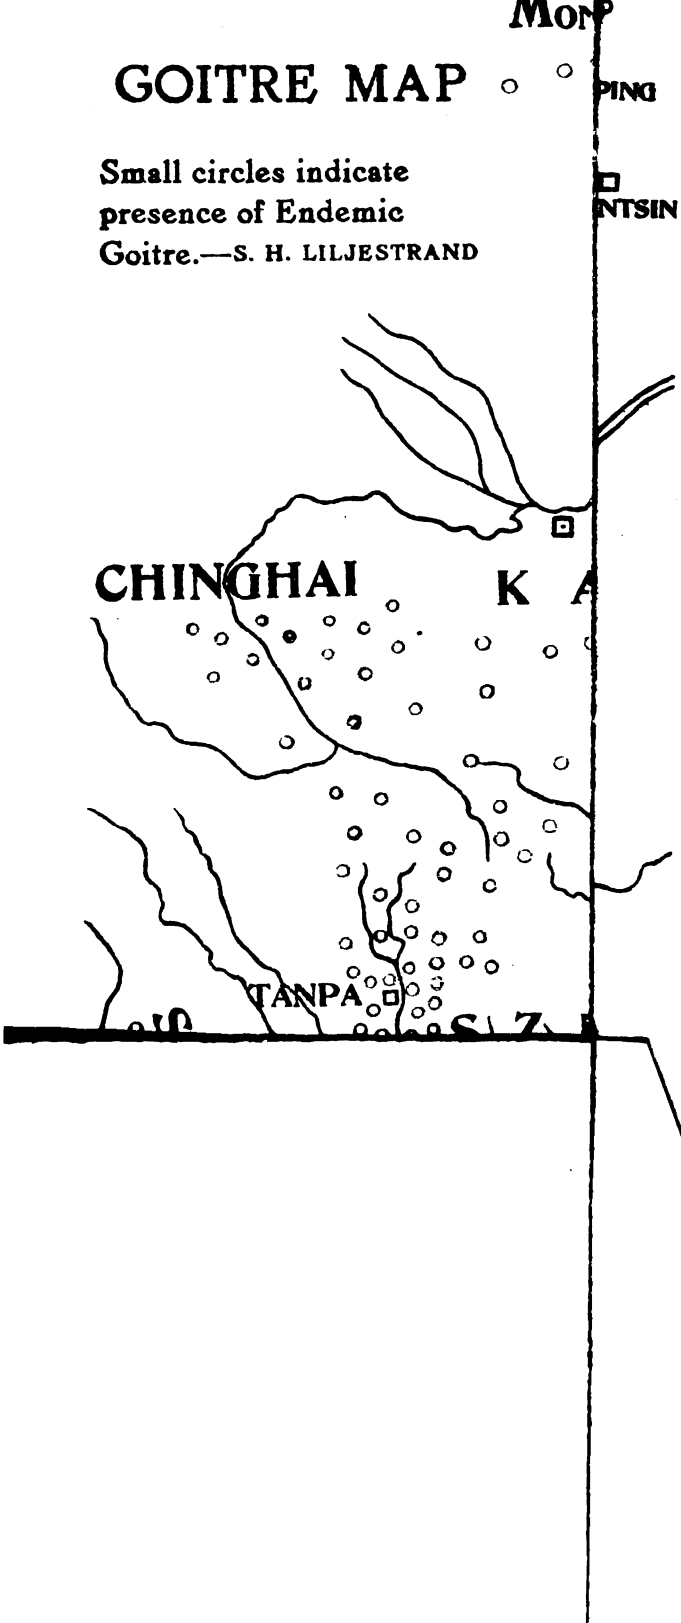 GOITRE MAP
PING
Small circles indicate
presence of Endemic
NTSIN
Goitre.—S. H. LILJESTRAND
CHINGHAI
K A
TANPA
S Z